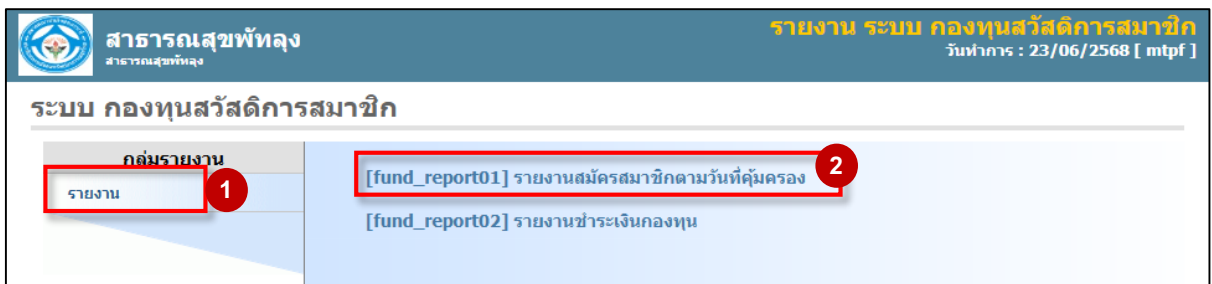 สาธารณสุขพัทลุง
สาธารณสุขพัทลุง
รายงาน ระบบ กองทุนสวัสดิการสมาชิก
วันทำการ : 23/06/2568 [ mtpf ]
ระบบ กองทุนสวัสดิการสมาชิก
กลุ่มรายงาน
รายงาน
1
[fund_report01] รายงานสมัครสมาชิกตามวันที่คุ้มครอง
2
[fund_report02] รายงานชำระเงินกองทุน